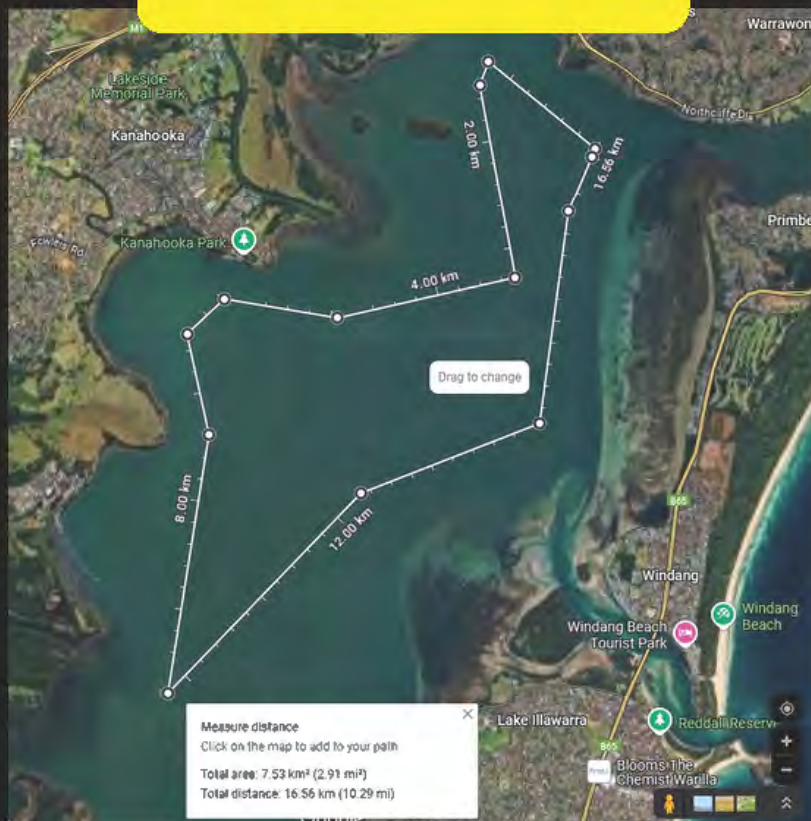 Warrawon
M1
Lakeside
Memorial Park
Northcliffe Dr
Kanahooka
2.00 km
16.56 km
Primbe
Fowlers Rd
Kanahooka Park
4.00 km
Drag to change
8.00 km
B65
12.00 km
Windang
Windang
Beach
Windang Beach
Tourist Park
Measure distance
Click on the map to add to your path
Total area: 7.53 km² (2.91 mi²)
Total distance: 16.56 km (10.29 mi)
Lake Illawarra
Reddall Reserve
B65
Blooms The
Chemist Warilla